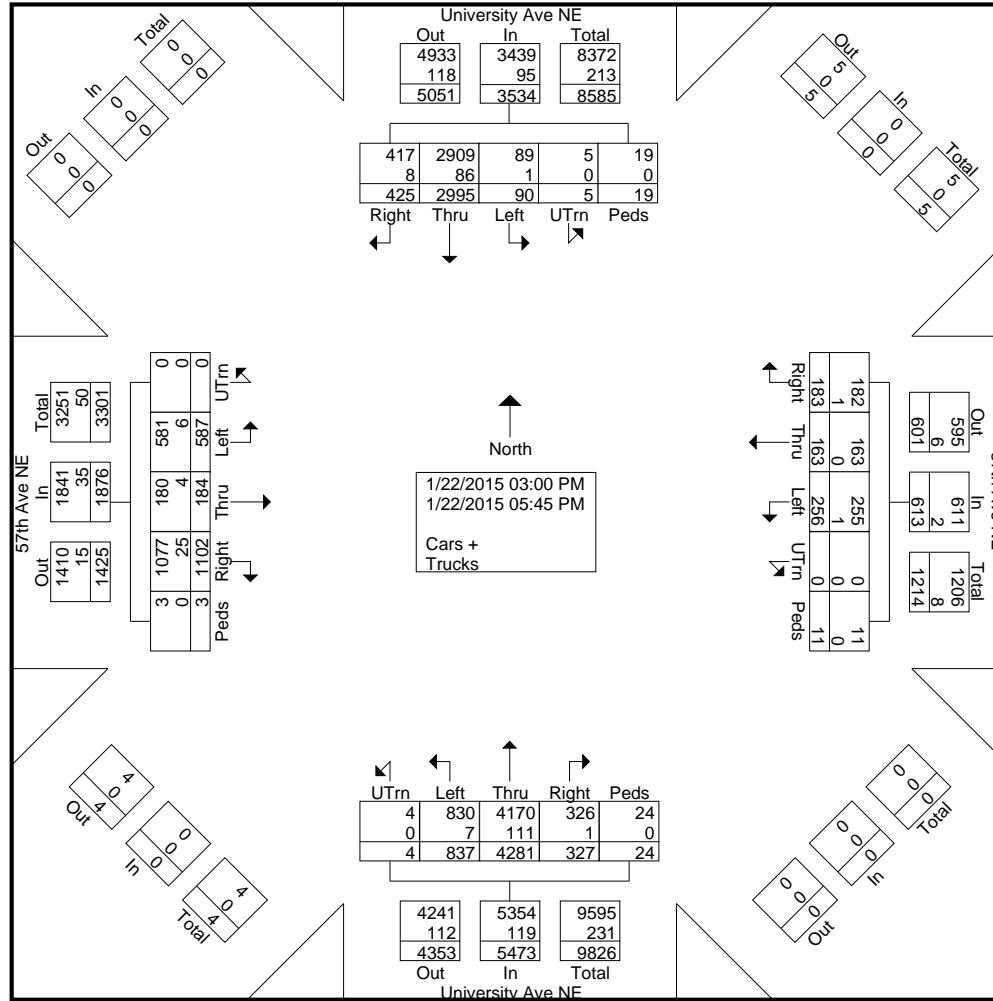 University Ave NE
Out In Total
4933 3439 8372
118 95 213
5051 3534 8585
417 2909 89 5 19
8 86 1 0 0
425 2995 90 5 19
Right Thru Left UTrn Peds
Total
0
0
0
In
0
0
0
Out
0
0
0
Out
5
0
5
In
0
0
0
Total
5
0
5
57th Ave NE
Total
3251
50
3301
In
1841
35
1876
Out
1410
15
1425
0 0 0 UTrn
581 6 587 Left
180 4 184 Thru
1077 25 1102 Right
3 0 3 Peds
North
1/22/2015 03:00 PM
1/22/2015 05:45 PM
Cars +
Trucks
Right 183 1 182
Thru 163 0 163
Left 256 1 255
UTrn 0 0 0
Peds 11 0 11
Out
595
6
601
In
611
2
613
Total
1206
8
1214
UTrn Left Thru Right Peds
4 830 4170 326 24
0 7 111 1 0
4 837 4281 327 24
4241 5354 9595
112 119 231
4353 5473 9826
Out In Total
University Ave NE
4
0
4
Out
0
0
0
In
4
0
4
Total
0
0
0
Total
0
0
0
In
0
0
0
Out